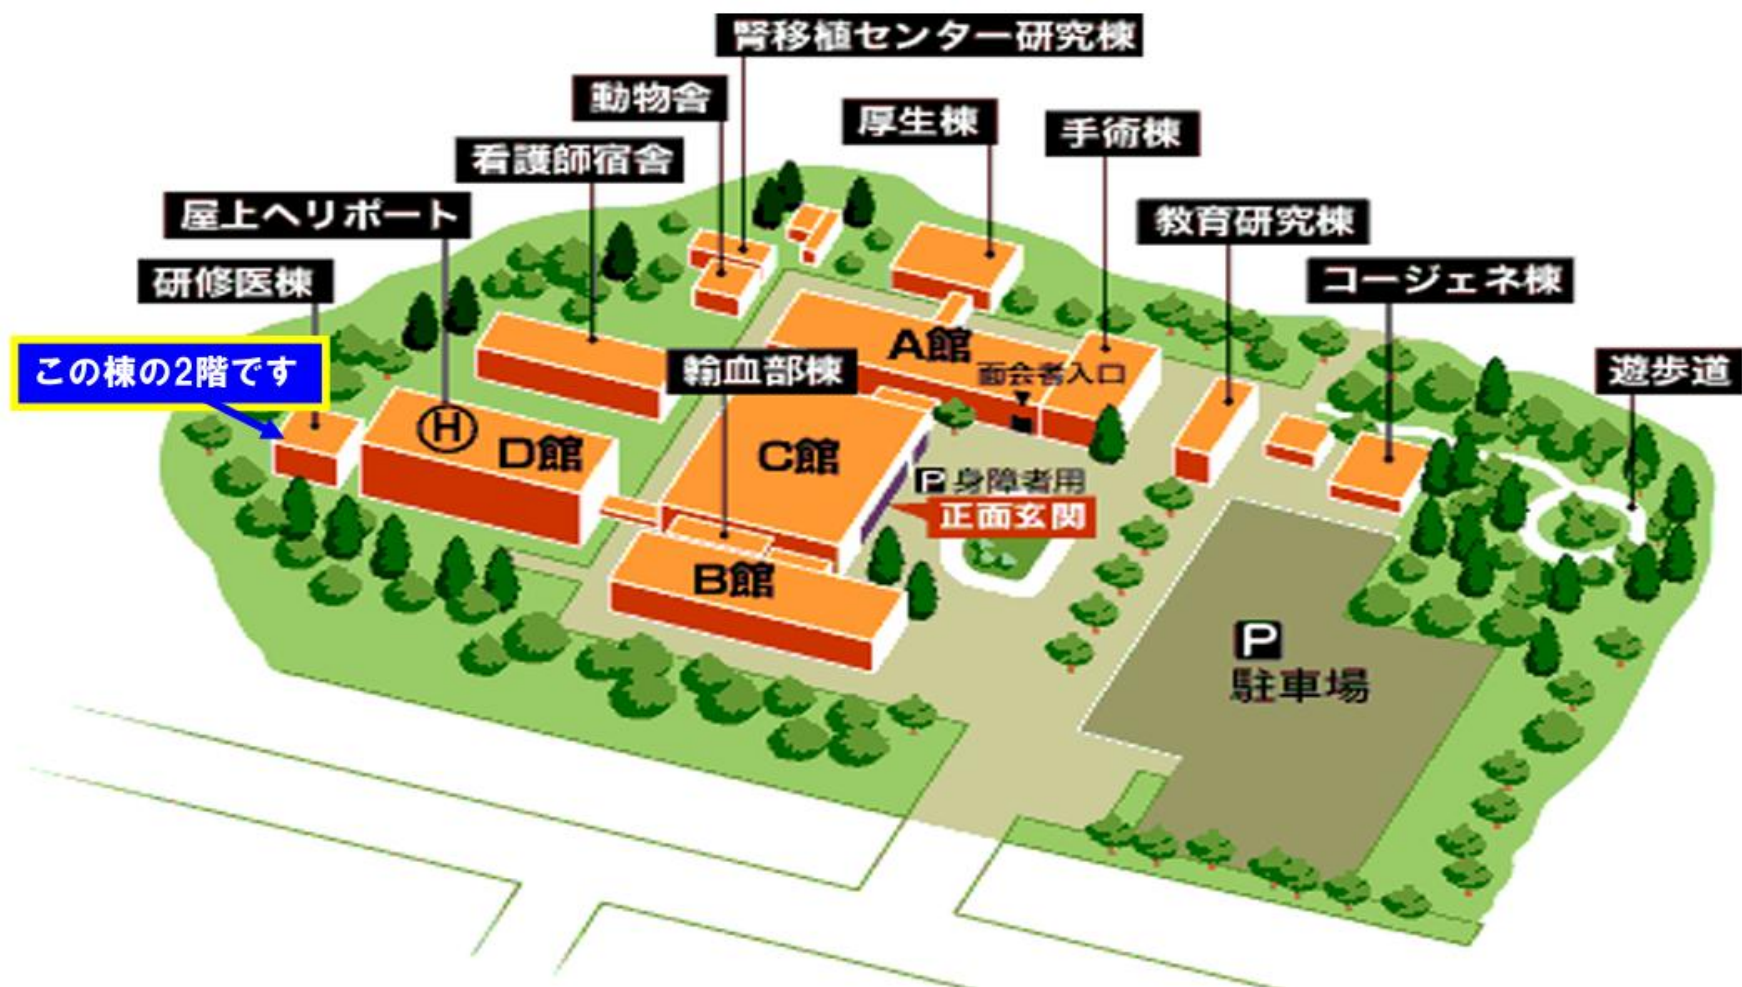 腎移植センター研究棟
動物舎
厚生棟
手術棟
看護師宿舎
屋上ヘリポート
教育研究棟
研修医棟
コージェネ棟
この棟の2階です
輸血部棟
A館
面会者入口
遊歩道
H
D館
C館
P 身障者用
正面玄関
B館
P
駐車場